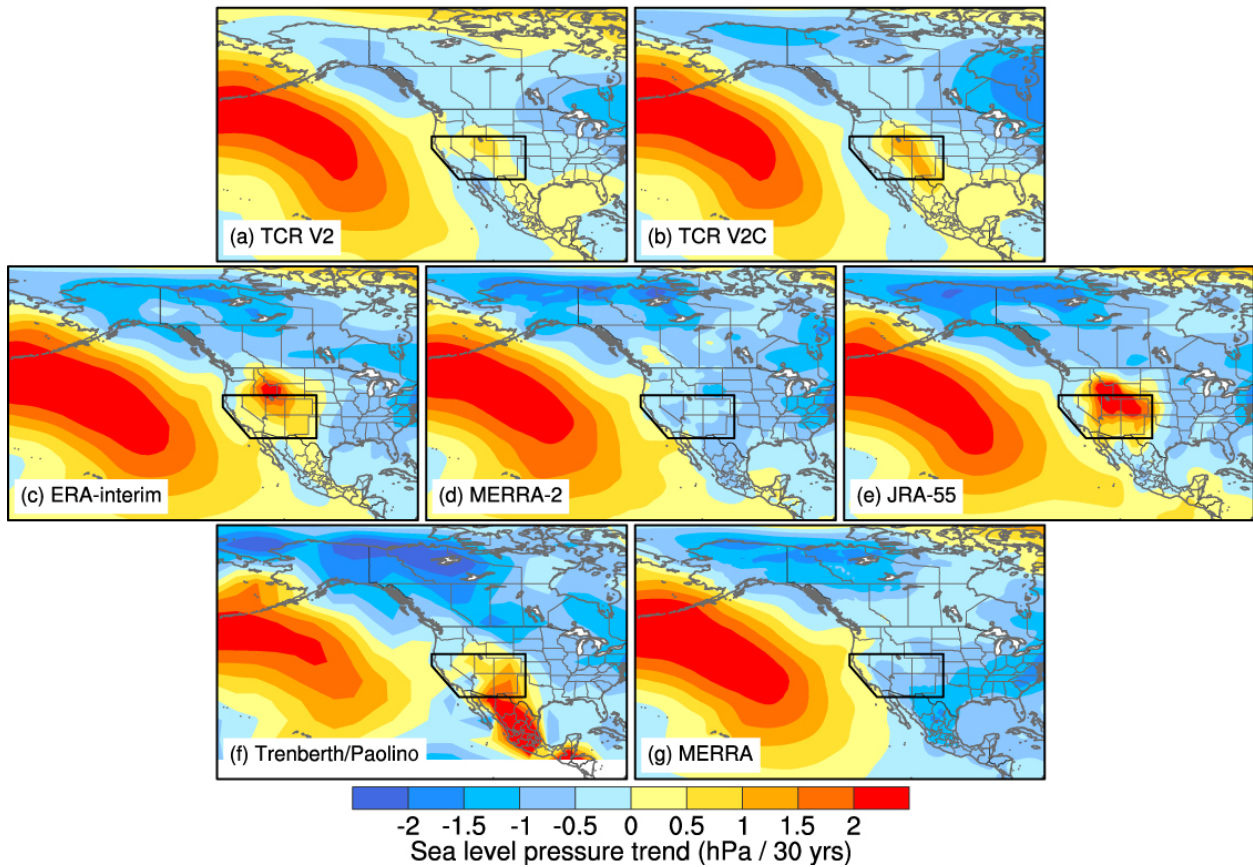 (a) TCR V2
(b) TCR V2C
(c) ERA-interim
(d) MERRA-2
(e) JRA-55
(f) Trenberth/Paolino
(g) MERRA
-2 -1.5 -1 -0.5 0 0.5 1 1.5 2
Sea level pressure trend (hPa / 30 yrs)